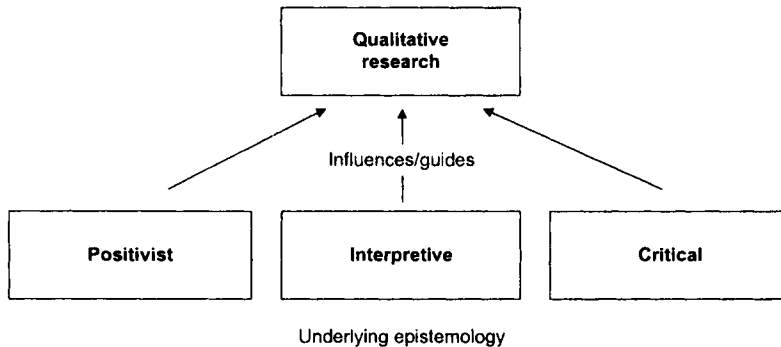 Qualitative
research
Influences/guides
Positivist
Interpretive
Critical
Underlying epistemology